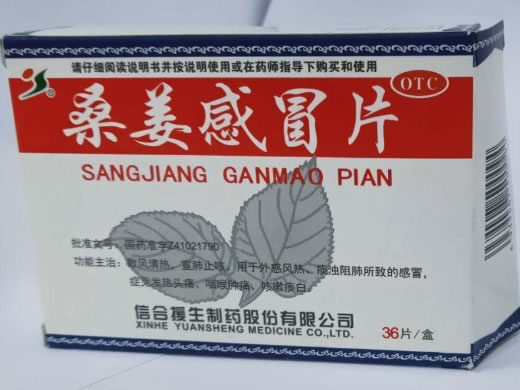 请仔细阅读说明书并按说明使用或在药师指导下购买和使用
OTC
桑姜感冒片
SANGJIANG GANMAO PIAN
批准文号：国药准字Z41021790
功能主治：散风清热，宣肺止咳。用于外感风热、痰浊阻肺所致的感冒，
症见发热头痛、咽喉肿痛、咳嗽痰白。
信合援生制药股份有限公司
XINHE YUANSHENG MEDICINE CO.,LTD.
36片/盒